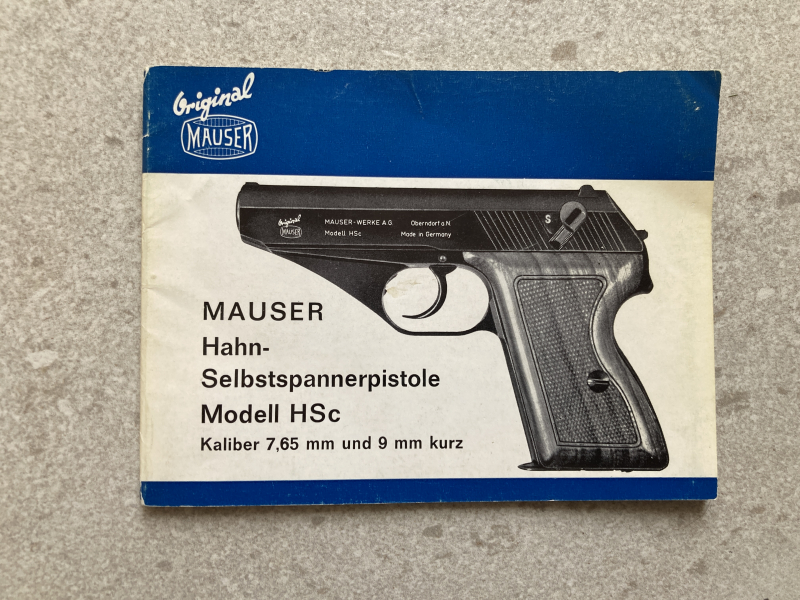 Original
MAUSER
Original
MAUSER
MAUSER-WERKE A.G. Oberndorf a.N.
Modell HSc Made in Germany
S
MAUSER
Hahn-
Selbstspannerpistole
Modell HSc
Kaliber 7,65 mm und 9 mm kurz